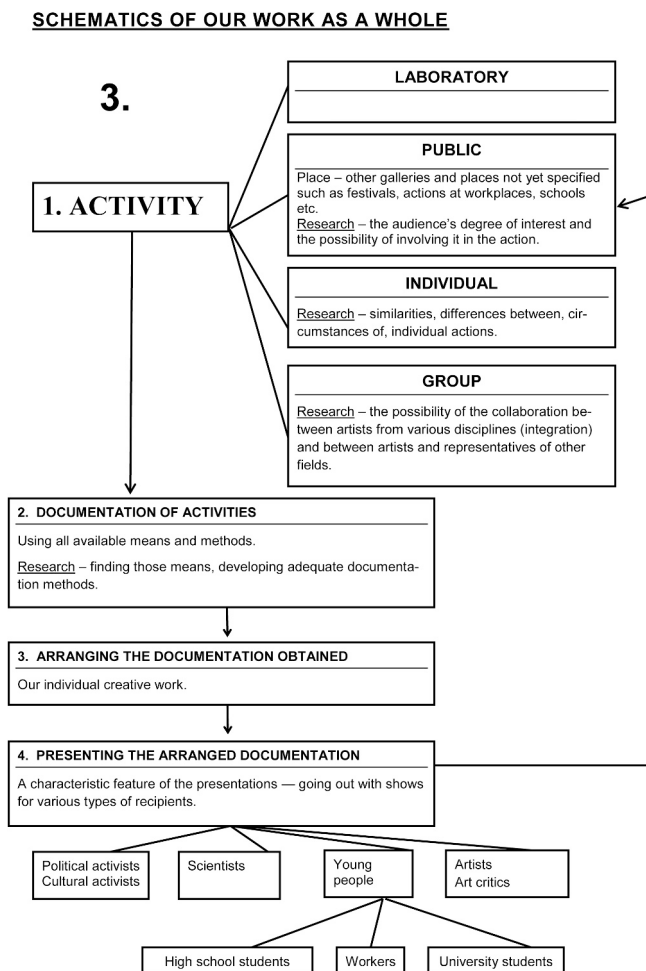 SCHEMATICS OF OUR WORK AS A WHOLE
3.
LABORATORY
PUBLIC
Place – other galleries and places not yet specified
such as festivals, actions at workplaces, schools
etc.
Research – the audience’s degree of interest and
the possibility of involving it in the action.
1. ACTIVITY
INDIVIDUAL
Research – similarities, differences between, cir-
cumstances of, individual actions.
GROUP
Research – the possibility of the collaboration be-
tween artists from various disciplines (integration)
and between artists and representatives of other
fields.
2. DOCUMENTATION OF ACTIVITIES
Using all available means and methods.
Research – finding those means, developing adequate documenta-
tion methods.
3. ARRANGING THE DOCUMENTATION OBTAINED
Our individual creative work.
4. PRESENTING THE ARRANGED DOCUMENTATION
A characteristic feature of the presentations — going out with shows
for various types of recipients.
Political activists
Cultural activists
Scientists
Young
people
Artists
Art critics
High school students
Workers
University students